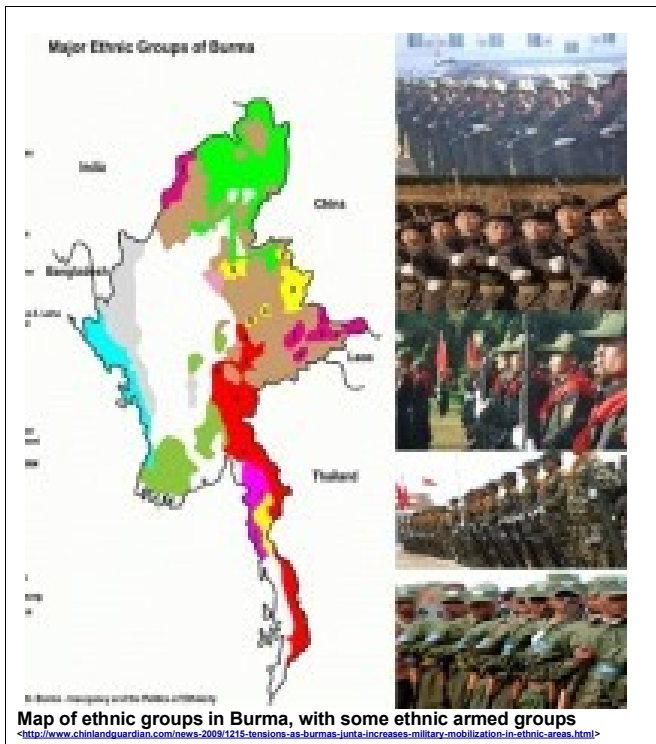 Major Ethnic Groups of Burma
India
China
Bangladesh
Laos
Thailand
Map of ethnic groups in Burma, with some ethnic armed groups
<http://www.chinlandguardian.com/news-2009/1215-tensions-as-burmas-junta-increases-military-mobilization-in-ethnic-areas.html>